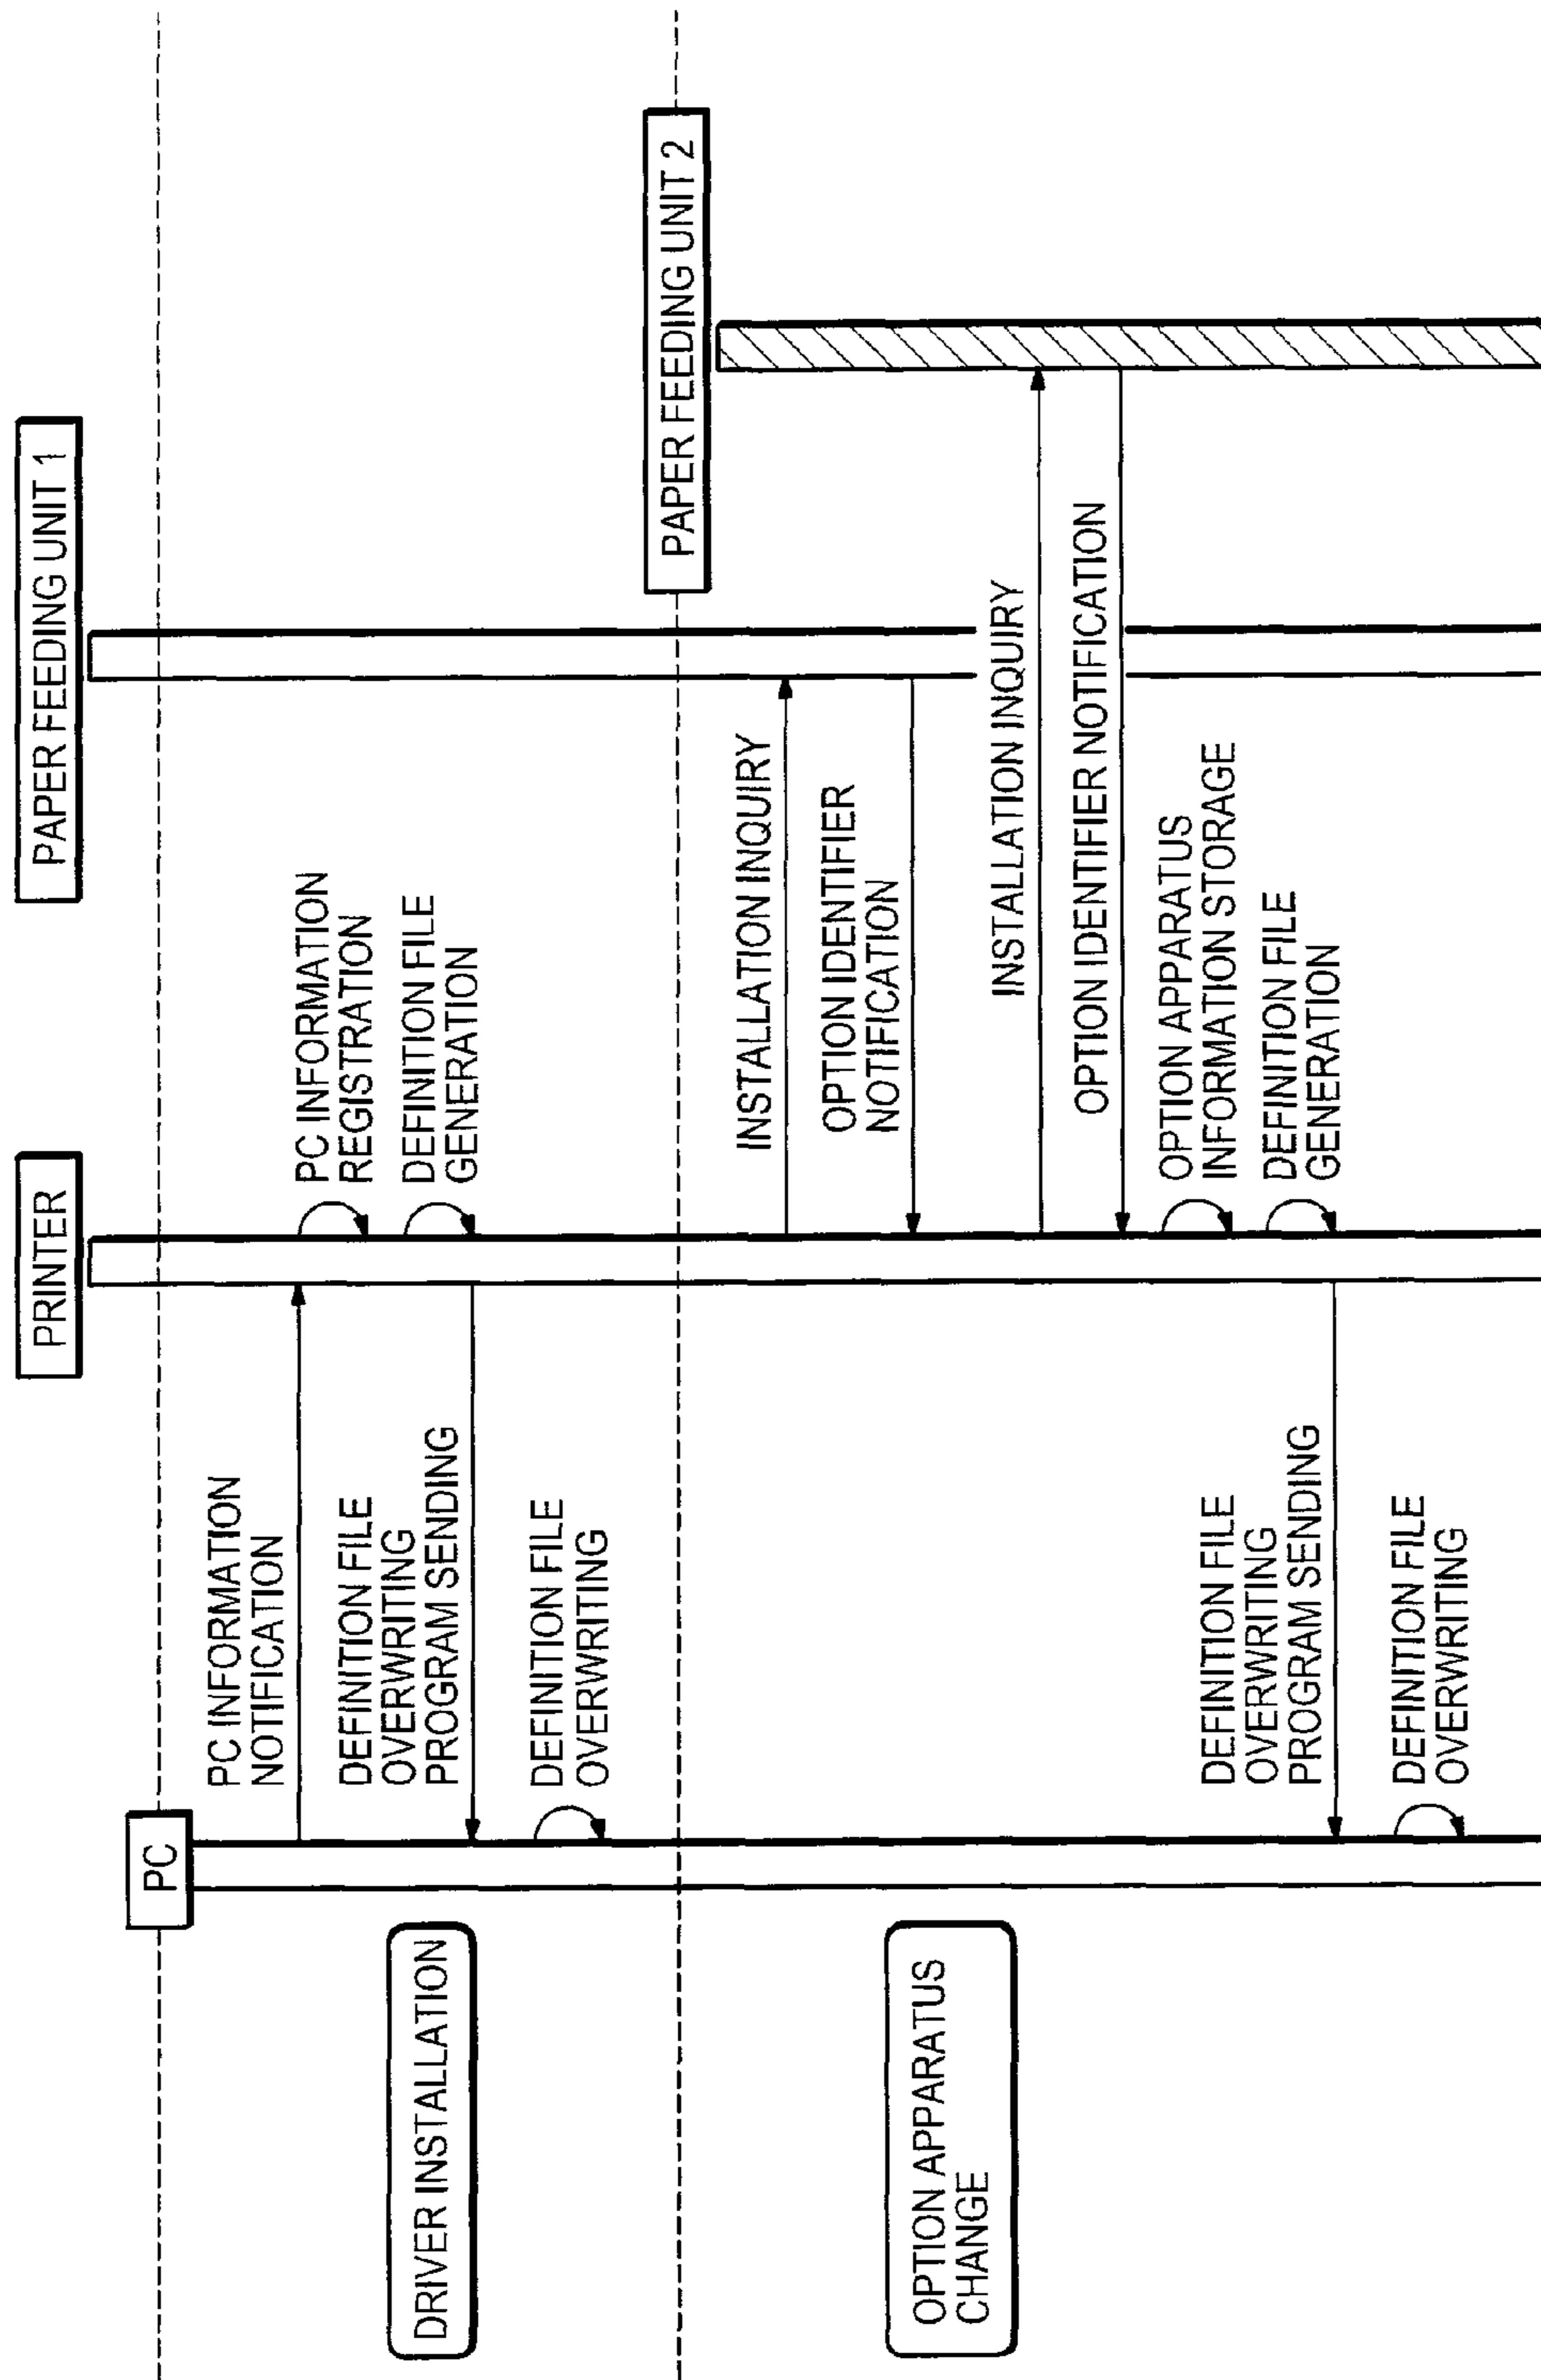 PRINTER
PAPER FEEDING UNIT 1
PC
DRIVER INSTALLATION
PC INFORMATION
NOTIFICATION
PC INFORMATION
REGISTRATION
DEFINITION FILE
GENERATION
DEFINITION FILE
OVERWRITING
PROGRAM SENDING
DEFINITION FILE
OVERWRITING
PAPER FEEDING UNIT 2
OPTION APPARATUS
CHANGE
INSTALLATION INQUIRY
OPTION IDENTIFIER
NOTIFICATION
INSTALLATION INQUIRY
OPTION IDENTIFIER NOTIFICATION
OPTION APPARATUS
INFORMATION STORAGE
DEFINITION FILE
GENERATION
DEFINITION FILE
OVERWRITING
PROGRAM SENDING
DEFINITION FILE
OVERWRITING